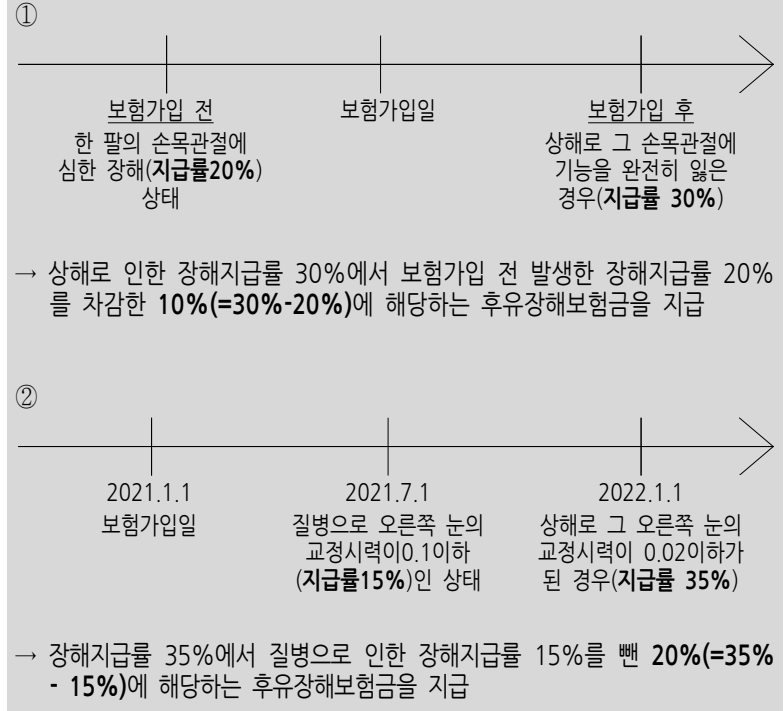 ①
보험가입 전
한 팔의 손목관절에
심한 장해(지급률20%)
상태
보험가입일
보험가입 후
상해로 그 손목관절에
기능을 완전히 잃은
경우(지급률 30%)
→ 상해로 인한 장해지급률 30%에서 보험가입 전 발생한 장해지급률 20%
를 차감한 10%(=30%-20%)에 해당하는 후유장해보험금을 지급
②
2021.1.1
보험가입일
2021.7.1
질병으로 오른쪽 눈의
교정시력이0.1이하
(지급률15%)인 상태
2022.1.1
상해로 그 오른쪽 눈의
교정시력이 0.02이하가
된 경우(지급률 35%)
→ 장해지급률 35%에서 질병으로 인한 장해지급률 15%를 뺀 20%(=35%
- 15%)에 해당하는 후유장해보험금을 지급